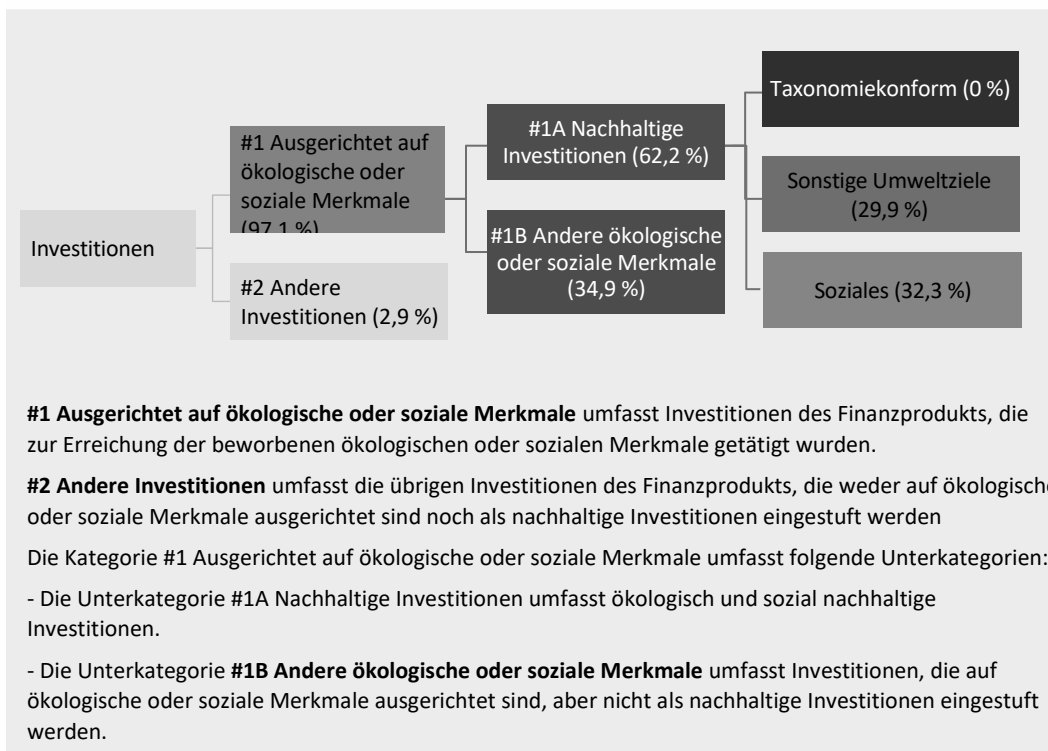 Investitionen
#1 Ausgerichtet auf
ökologische oder
soziale Merkmale
(97,1 %)
#2 Andere
Investitionen (2,9 %)
#1A Nachhaltige
Investitionen (62,2 %)
#1B Andere ökologische
oder soziale Merkmale
(34,9 %)
Taxonomiekonform (0 %)
Sonstige Umweltziele
(29,9 %)
Soziales (32,3 %)
#1 Ausgerichtet auf ökologische oder soziale Merkmale umfasst Investitionen des Finanzprodukts, die
zur Erreichung der beworbenen ökologischen oder sozialen Merkmale getätigt wurden.
#2 Andere Investitionen umfasst die übrigen Investitionen des Finanzprodukts, die weder auf ökologische
oder soziale Merkmale ausgerichtet sind noch als nachhaltige Investitionen eingestuft werden
Die Kategorie #1 Ausgerichtet auf ökologische oder soziale Merkmale umfasst folgende Unterkategorien:
- Die Unterkategorie #1A Nachhaltige Investitionen umfasst ökologisch und sozial nachhaltige
Investitionen.
- Die Unterkategorie #1B Andere ökologische oder soziale Merkmale umfasst Investitionen, die auf
ökologische oder soziale Merkmale ausgerichtet sind, aber nicht als nachhaltige Investitionen eingestuft
werden.